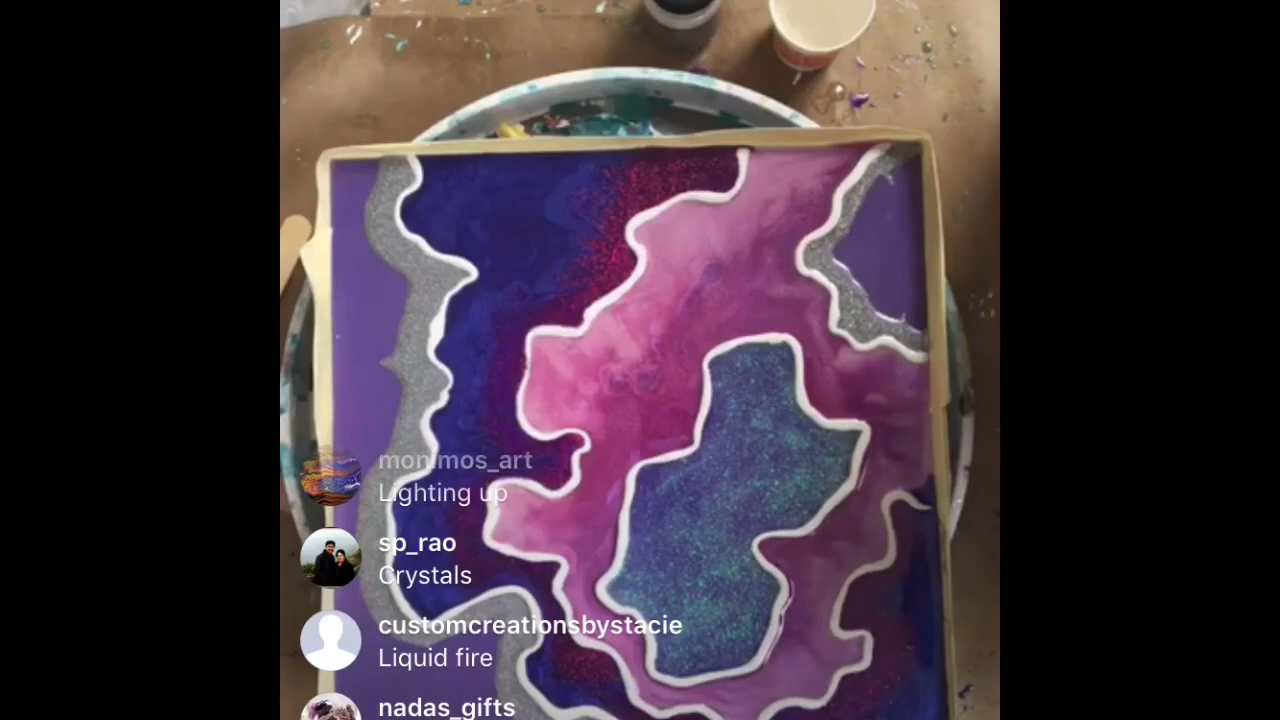 monimos_art
Lighting up
sp_rao
Crystals
customcreationsbystacie
Liquid fire
nadas_gifts